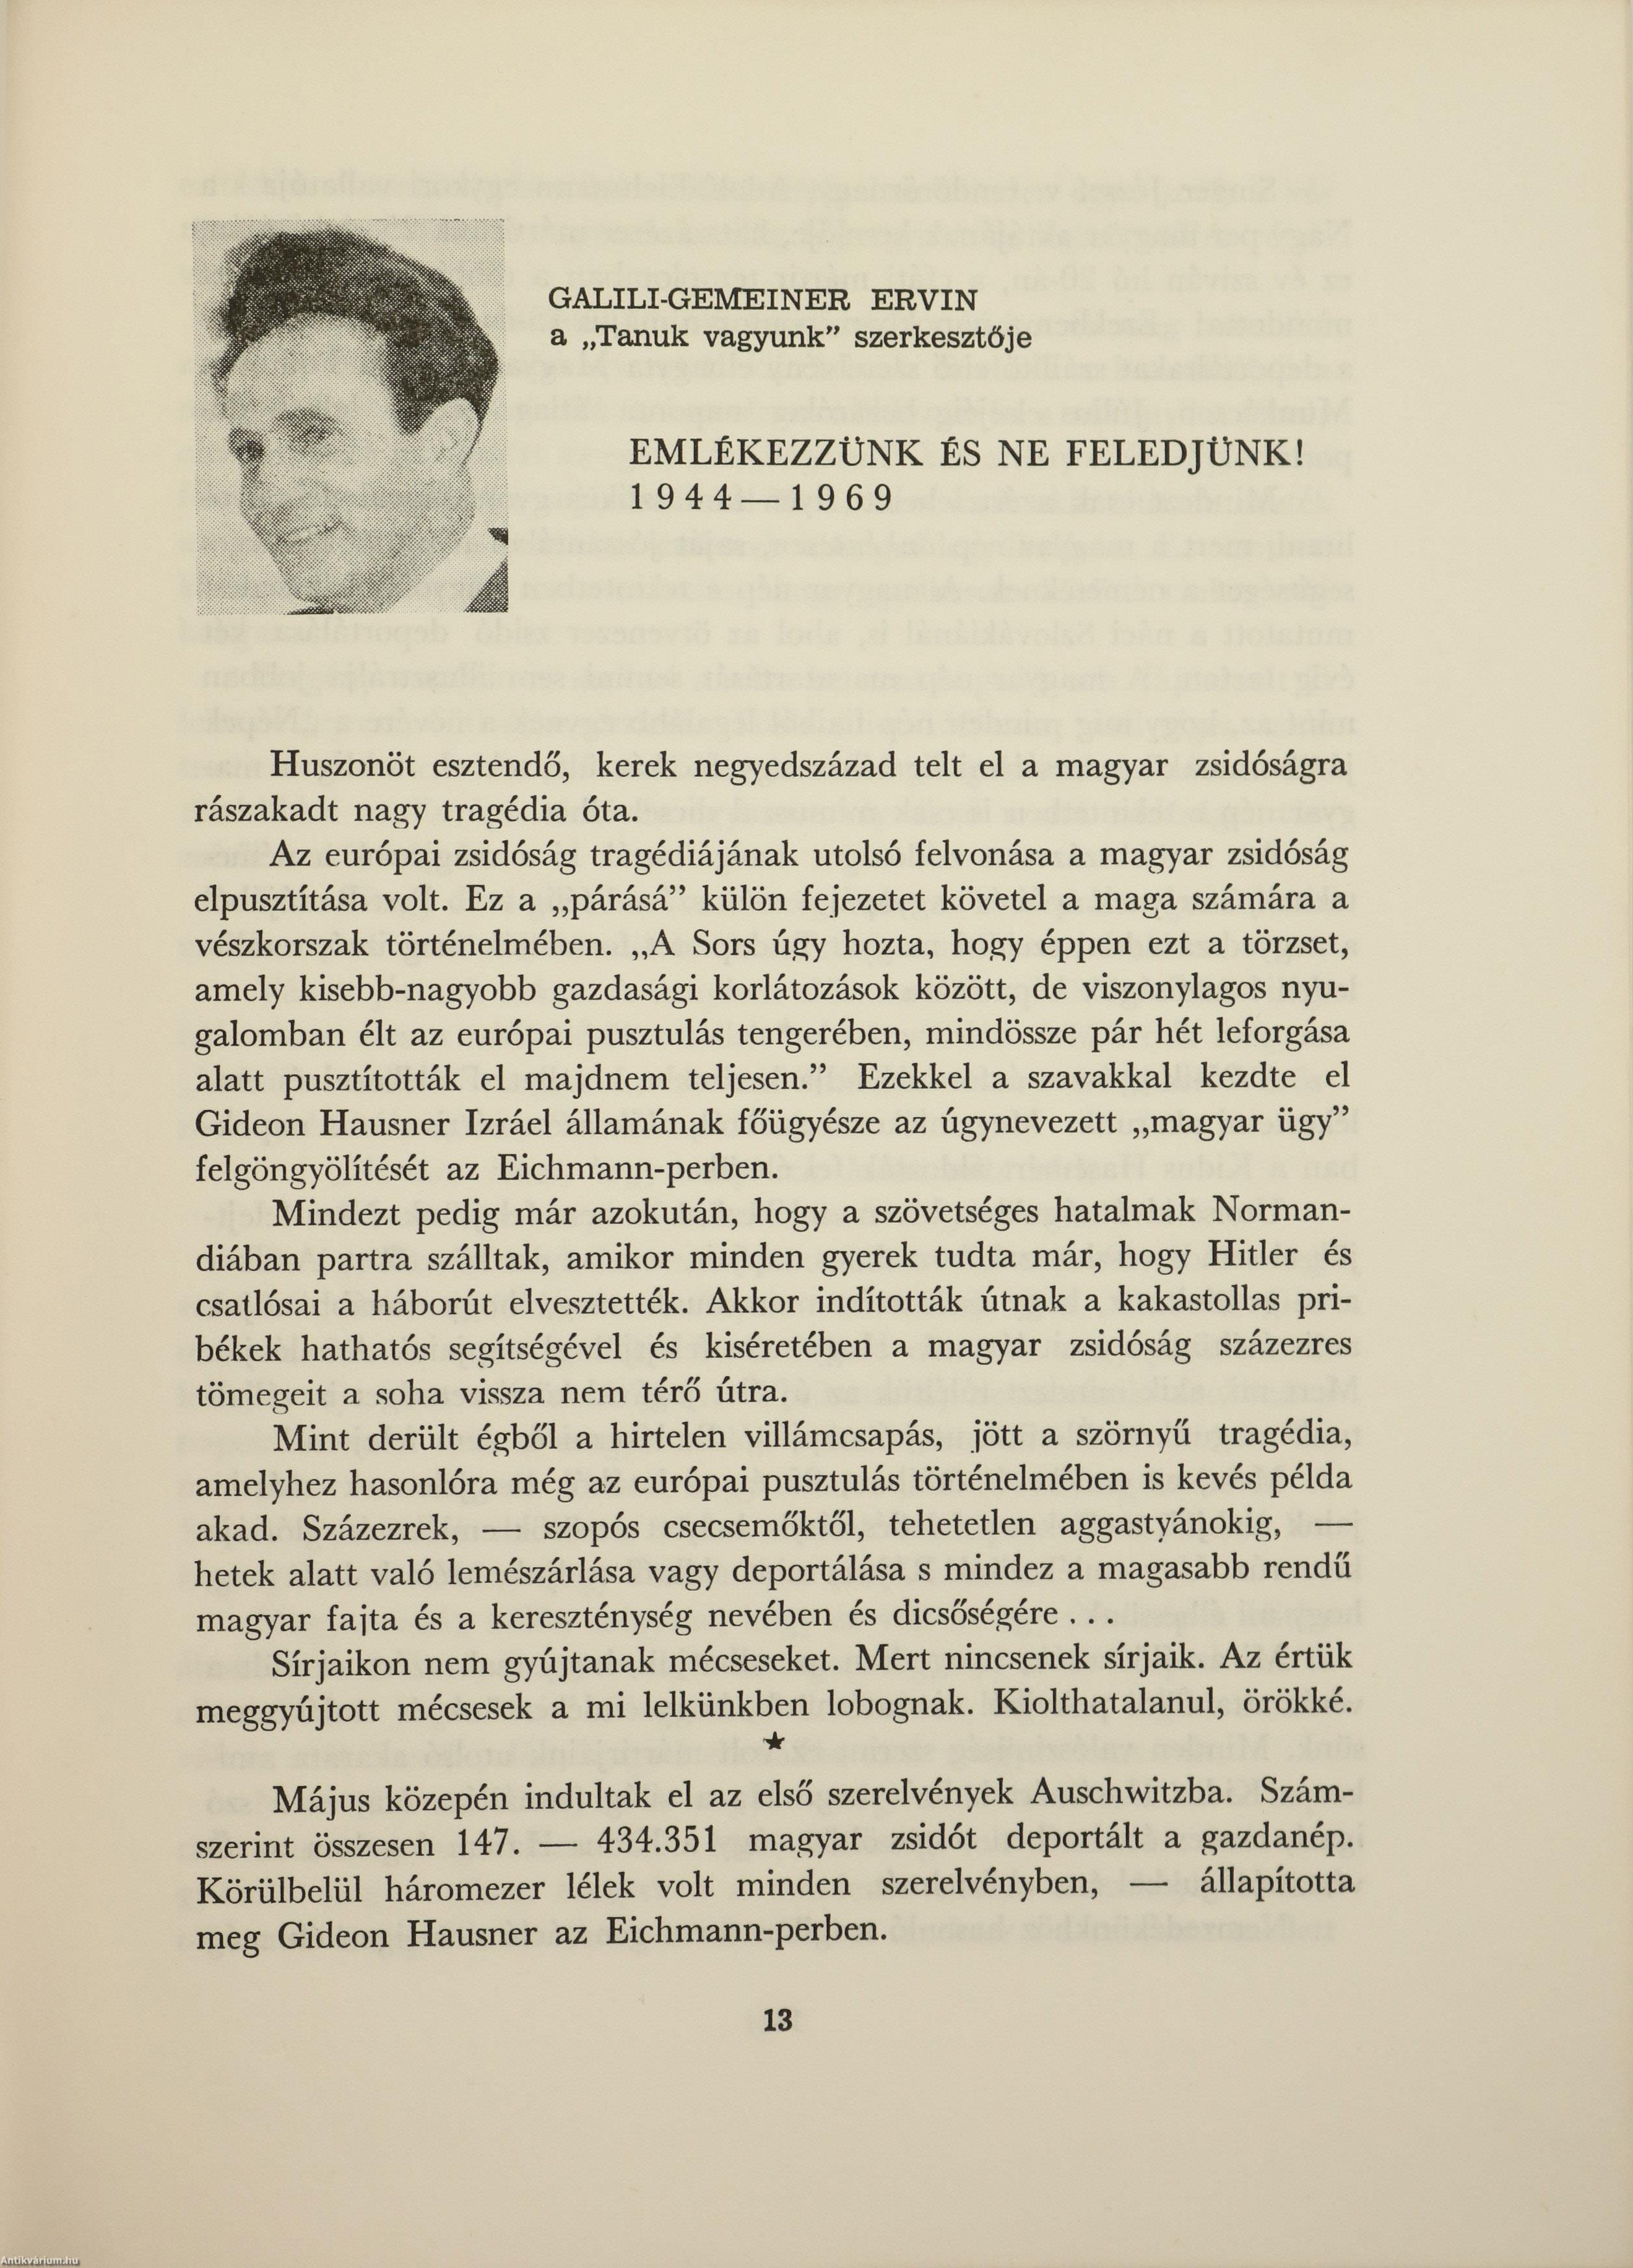 GALILI-GEMEINER ERVIN
a „Tanuk vagyunk” szerkesztője
EMLÉKEZZÜNK ÉS NE FELEDJÜNK!
1944—1969
Huszonöt esztendő, kerek negyedszázad telt el a magyar zsidóságra
rászakadt nagy tragédia óta.
Az európai zsidóság tragédiájának utolsó felvonása a magyar zsidóság
elpusztítása volt. Ez a „párásá” külön fejezetet követel a maga számára a
vészkorszak történelmében. „A Sors úgy hozta, hogy éppen ezt a törzset,
amely kisebb-nagyobb gazdasági korlátozások között, de viszonylagos nyu-
galomban élt az európai pusztulás tengerében, mindössze pár hét leforgása
alatt pusztították el majdnem teljesen.” Ezekkel a szavakkal kezdte el
Gideon Hausner Izráel államának főügyésze az úgynevezett „magyar ügy”
felgöngyölítését az Eichmann-perben.
Mindezt pedig már azokután, hogy a szövetséges hatalmak Norman-
diában partra szálltak, amikor minden gyerek tudta már, hogy Hitler és
csatlósai a háborút elvesztették. Akkor indították útnak a kakastollas pri-
békek hathatós segítségével és kiséretében a magyar zsidóság százezres
tömegeit a soha vissza nem térő útra.
Mint derült égből a hirtelen villámcsapás, jött a szörnyű tragédia,
amelyhez hasonlóra még az európai pusztulás történelmében is kevés példa
akad. Százezrek, — szopós csecsemőktől, tehetetlen aggastyánokig, —
hetek alatt való lemészárlása vagy deportálása s mindez a magasabb rendű
magyar fajta és a kereszténység nevében és dicsőségére . . .
Sírjaikon nem gyújtanak mécseseket. Mert nincsenek sírjaik. Az értük
meggyújtott mécsesek a mi lelkünkben lobognak. Kiolthatalanul, örökké.
★
Május közepén indultak el az első szerelvények Auschwitzba. Szám-
szerint összesen 147. — 434.351 magyar zsidót deportált a gazdanép.
Körülbelül háromezer lélek volt minden szerelvényben, — állapította
meg Gideon Hausner az Eichmann-perben.
13
Antikvárium.hu